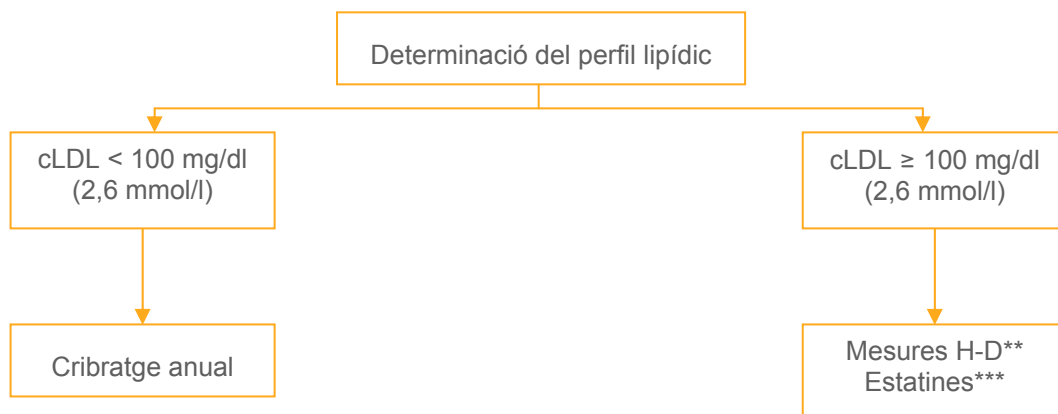 Determinació del perfil lipídic
cLDL < 100 mg/dl
(2,6 mmol/l)
cLDL ≥ 100 mg/dl
(2,6 mmol/l)
Cribratge anual
Mesures H-D**
Estatines***